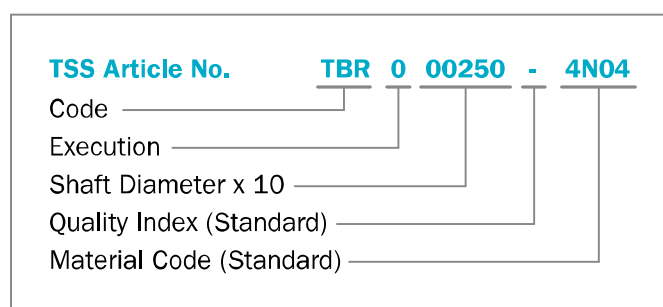 TSS Article No. TBR 0 00250 - 4N04
Code
Execution
Shaft Diameter x 10
Quality Index (Standard)
Material Code (Standard)